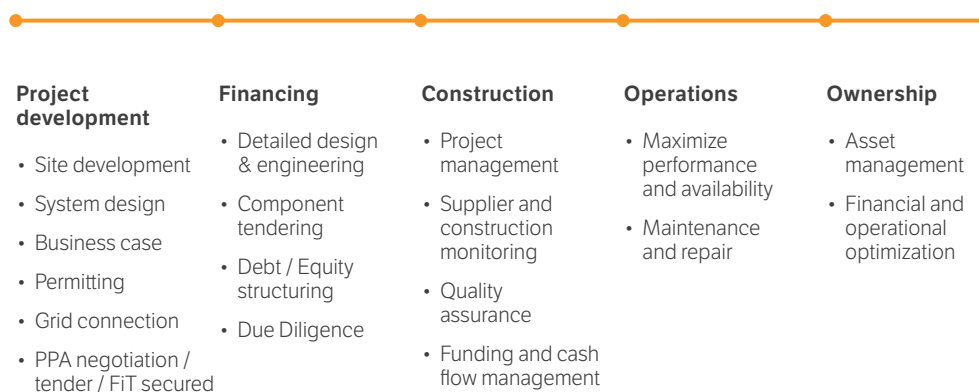 Project
development
• Site development
• System design
• Business case
• Permitting
• Grid connection
• PPA negotiation /
tender / FiT secured
Financing
• Detailed design
& engineering
• Component
tendering
• Debt / Equity
structuring
• Due Diligence
Construction
• Project
management
• Supplier and
construction
monitoring
• Quality
assurance
• Funding and cash
flow management
Operations
• Maximize
performance
and availability
• Maintenance
and repair
Ownership
• Asset
management
• Financial and
operational
optimization